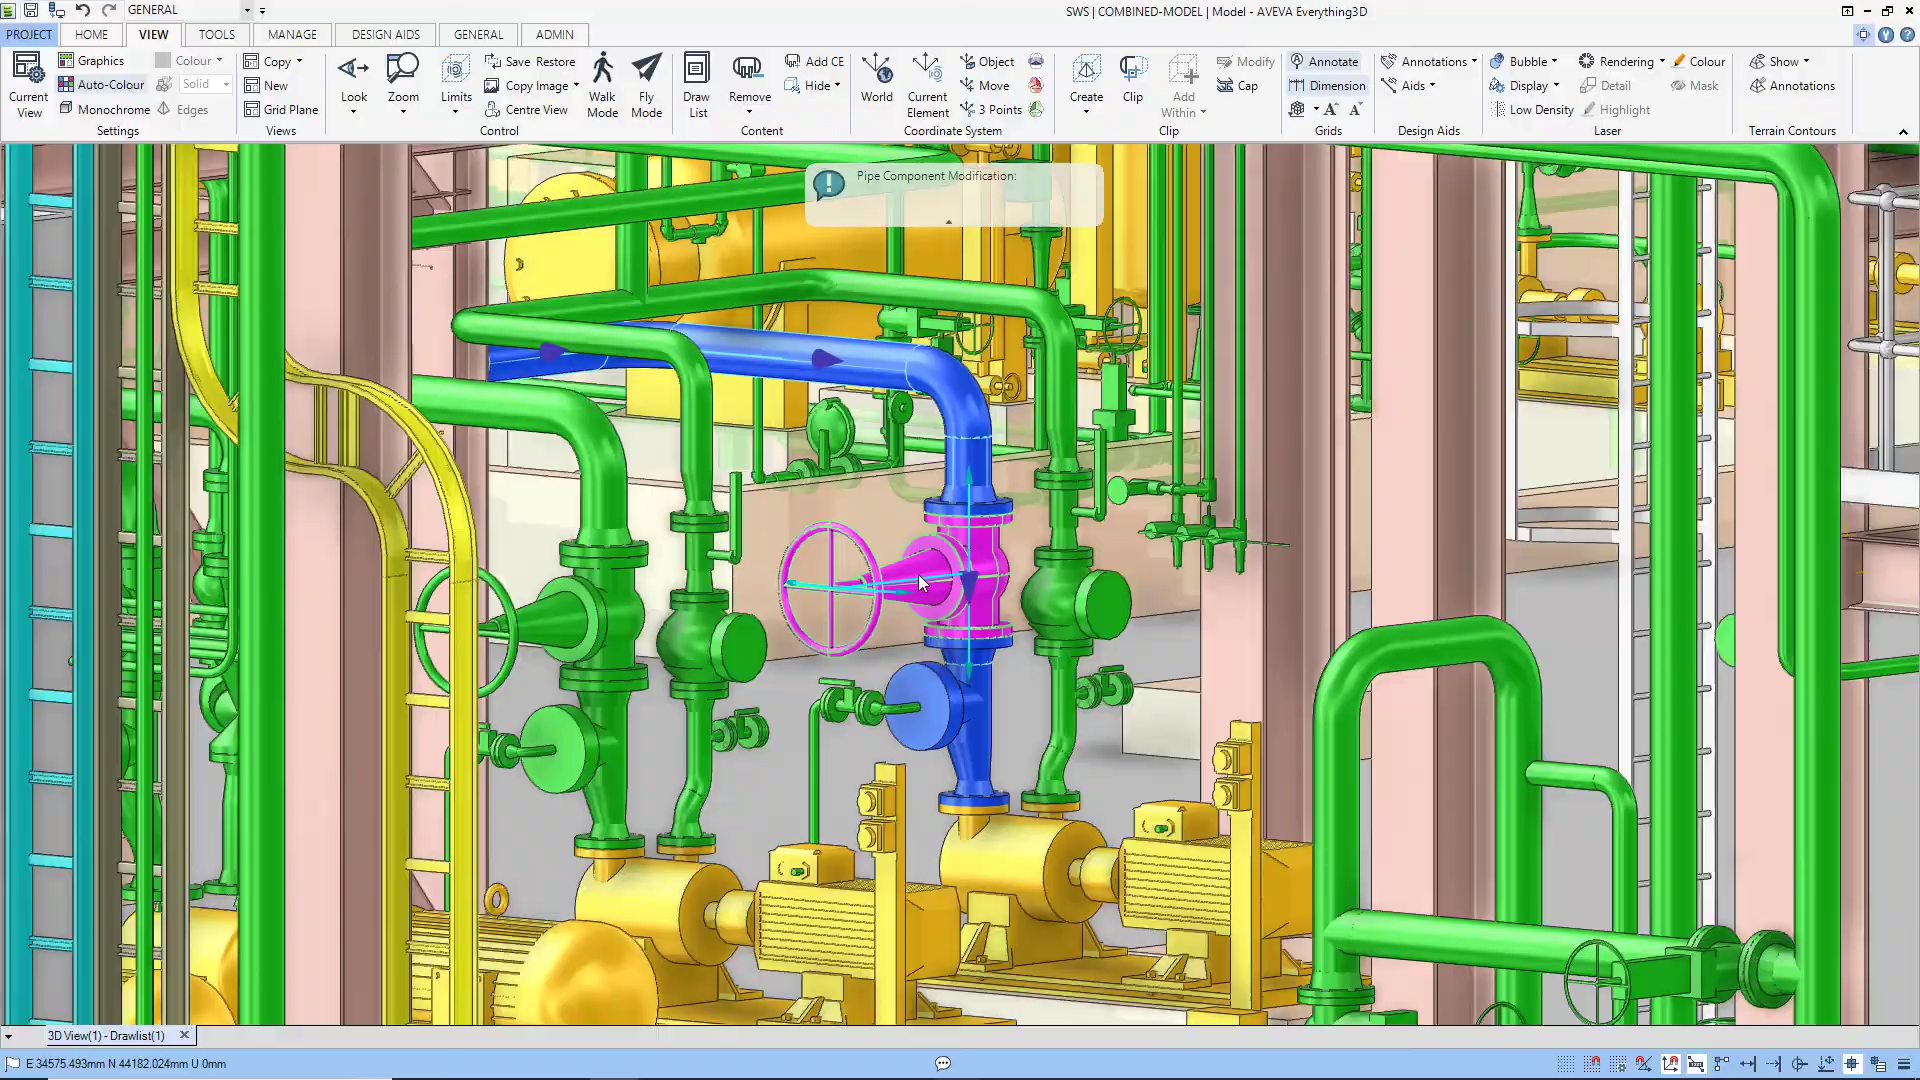 GENERAL
SWS | COMBINED-MODEL | Model - AVEVA Everything3D
PROJECT HOME VIEW TOOLS MANAGE DESIGN AIDS GENERAL ADMIN
Current View
Graphics
Auto-Colour
Monochrome
Colour
Solid
Edges
Settings
Copy
New
Grid Plane
Views
Look
Zoom
Limits
Save Restore
Copy Image
Centre View
Walk Mode
Fly Mode
Control
Draw List
Remove
Add CE
Hide
Content
World
Current Element
Object
Move
3 Points
Coordinate System
Create
Clip
Add Within
Modify
Cap
Clip
Annotate
Dimension
A A
Grids
Annotations
Aids
Design Aids
Bubble
Display
Low Density
Rendering
Detail
Highlight
Colour
Mask
Laser
Show
Annotations
Terrain Contours
Pipe Component Modification:
3D View(1) - Drawlist(1)
E 34575.493mm N 44182.024mm U 0mm